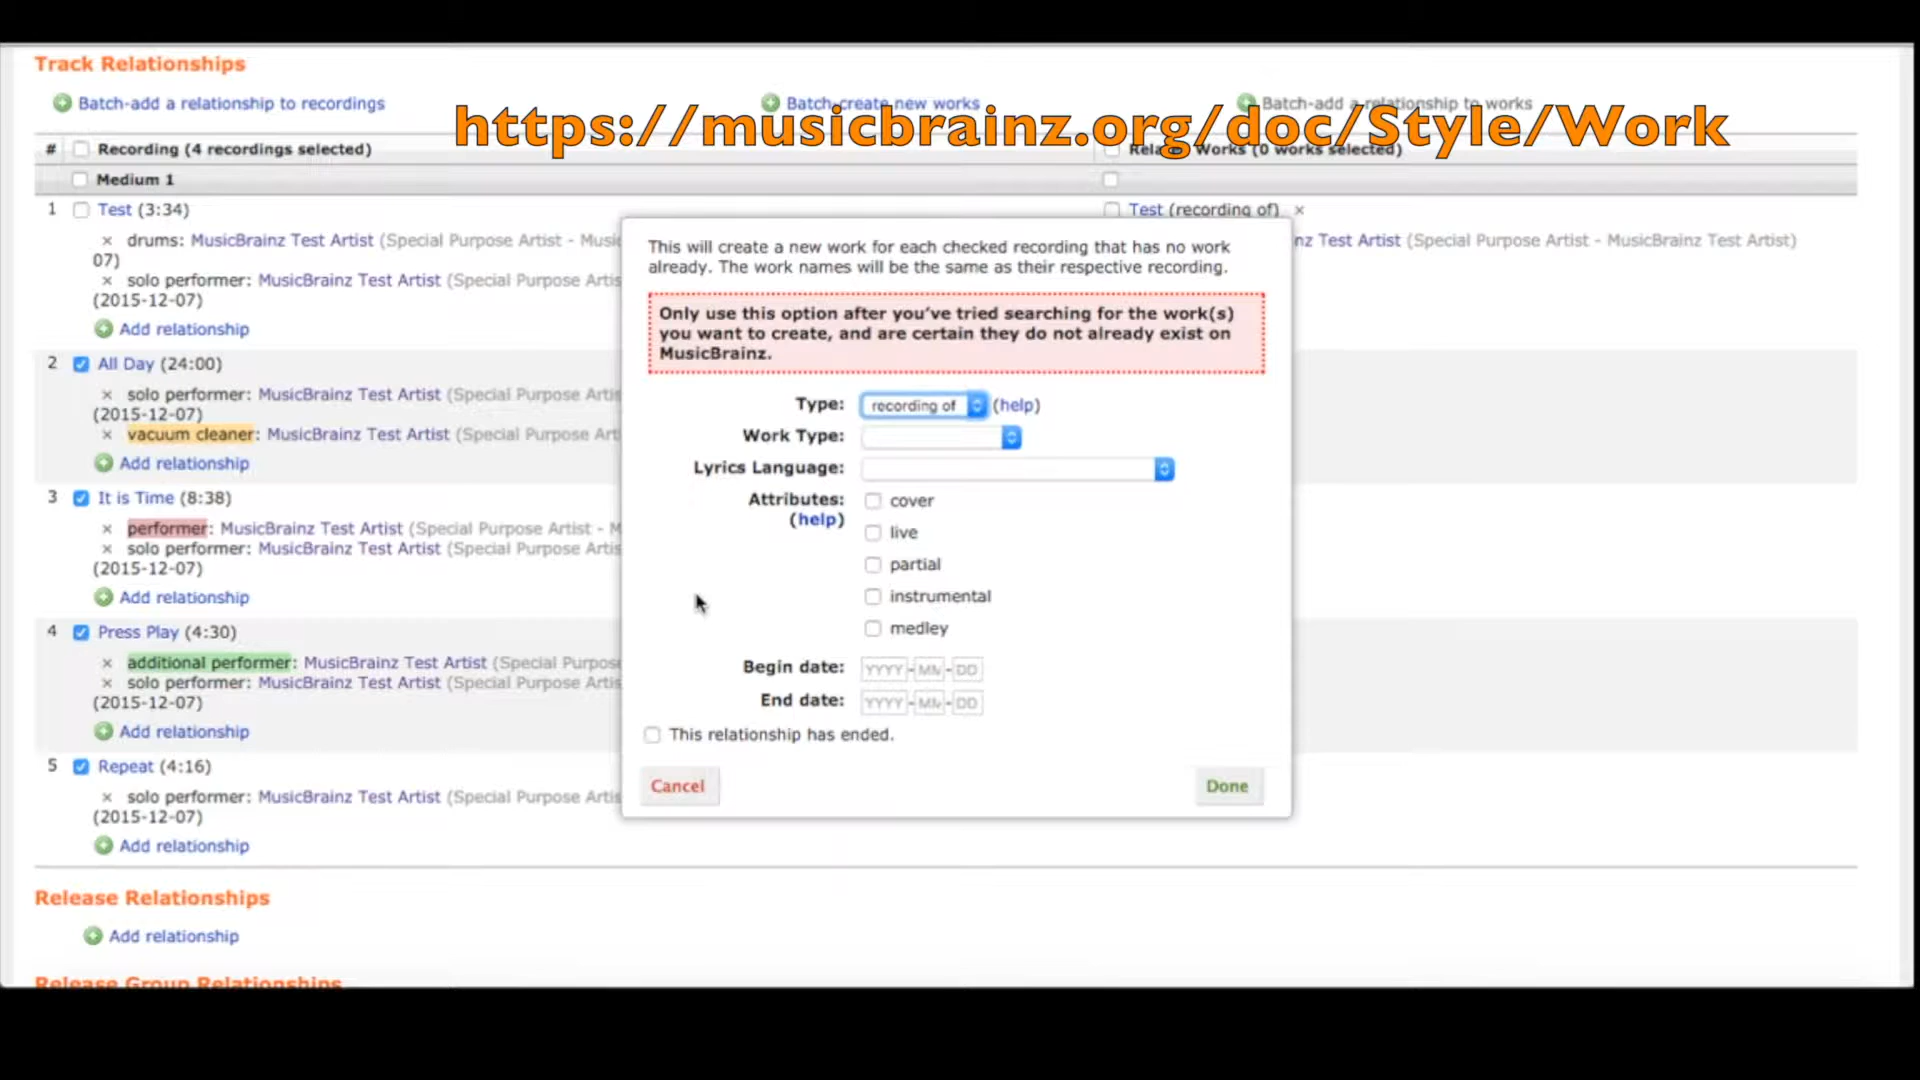 Track Relationships
Batch-add a relationship to recordings
Batch-create new works
Batch-add a relationship to works
https://musicbrainz.org/doc/Style/Work
# Recording (4 recordings selected)
Related Works (0 works selected)
Medium 1
1 Test (3:34)
Test (recording of) ×
× drums: MusicBrainz Test Artist (Special Purpose Artist - Musi
nz Test Artist (Special Purpose Artist - MusicBrainz Test Artist)
07)
× solo performer: MusicBrainz Test Artist (Special Purpose Artis
(2015-12-07)
Add relationship
2 All Day (24:00)
× solo performer: MusicBrainz Test Artist (Special Purpose Artis
(2015-12-07)
× vacuum cleaner: MusicBrainz Test Artist (Special Purpose Art
Add relationship
3 It is Time (8:38)
× performer: MusicBrainz Test Artist (Special Purpose Artist - M
× solo performer: MusicBrainz Test Artist (Special Purpose Artis
(2015-12-07)
Add relationship
4 Press Play (4:30)
× additional performer: MusicBrainz Test Artist (Special Purpose
× solo performer: MusicBrainz Test Artist (Special Purpose Artis
(2015-12-07)
Add relationship
5 Repeat (4:16)
× solo performer: MusicBrainz Test Artist (Special Purpose Artis
(2015-12-07)
Add relationship
This will create a new work for each checked recording that has no work
already. The work names will be the same as their respective recording.
Only use this option after you've tried searching for the work(s)
you want to create, and are certain they do not already exist on
MusicBrainz.
Type: recording of (help)
Work Type:
Lyrics Language:
Attributes: cover
(help)
live
partial
instrumental
medley
Begin date: YYYY-MM-DD
End date: YYYY-MM-DD
This relationship has ended.
Cancel
Done
Release Relationships
Add relationship
Release Group Relationships